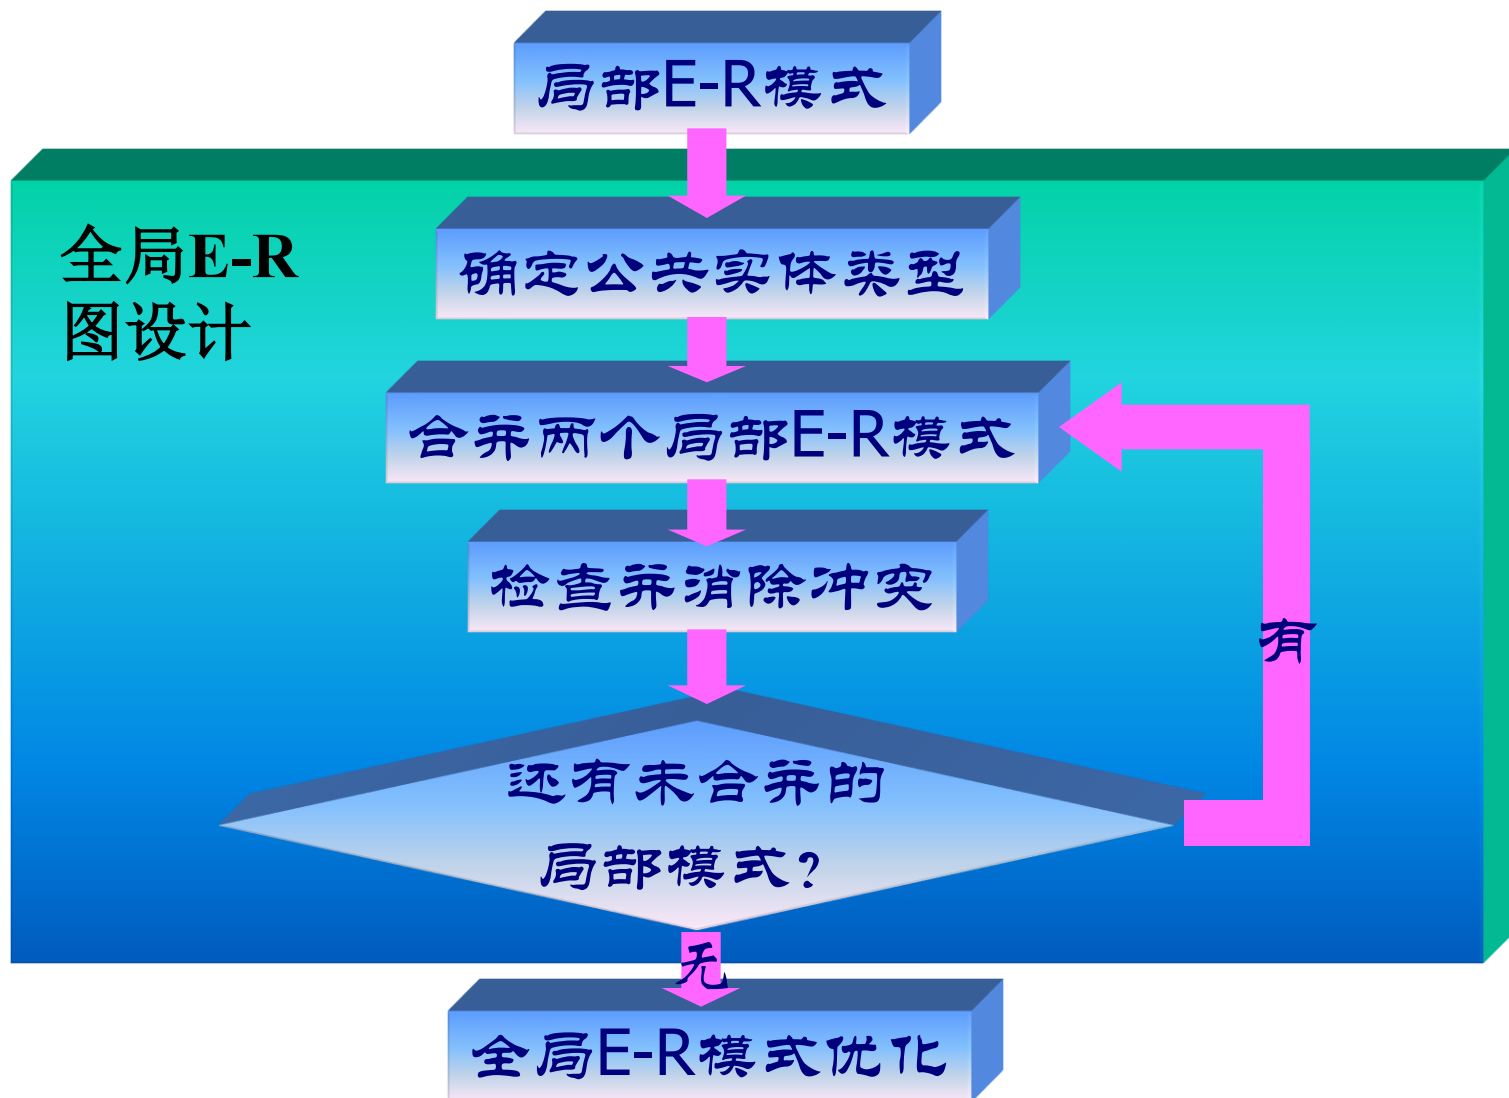 局部E-R模式
全局E-R
图设计
确定公共实体类型
合并两个局部E-R模式
检查并消除冲突
有
还有未合并的
局部模式?
无
全局E-R模式优化